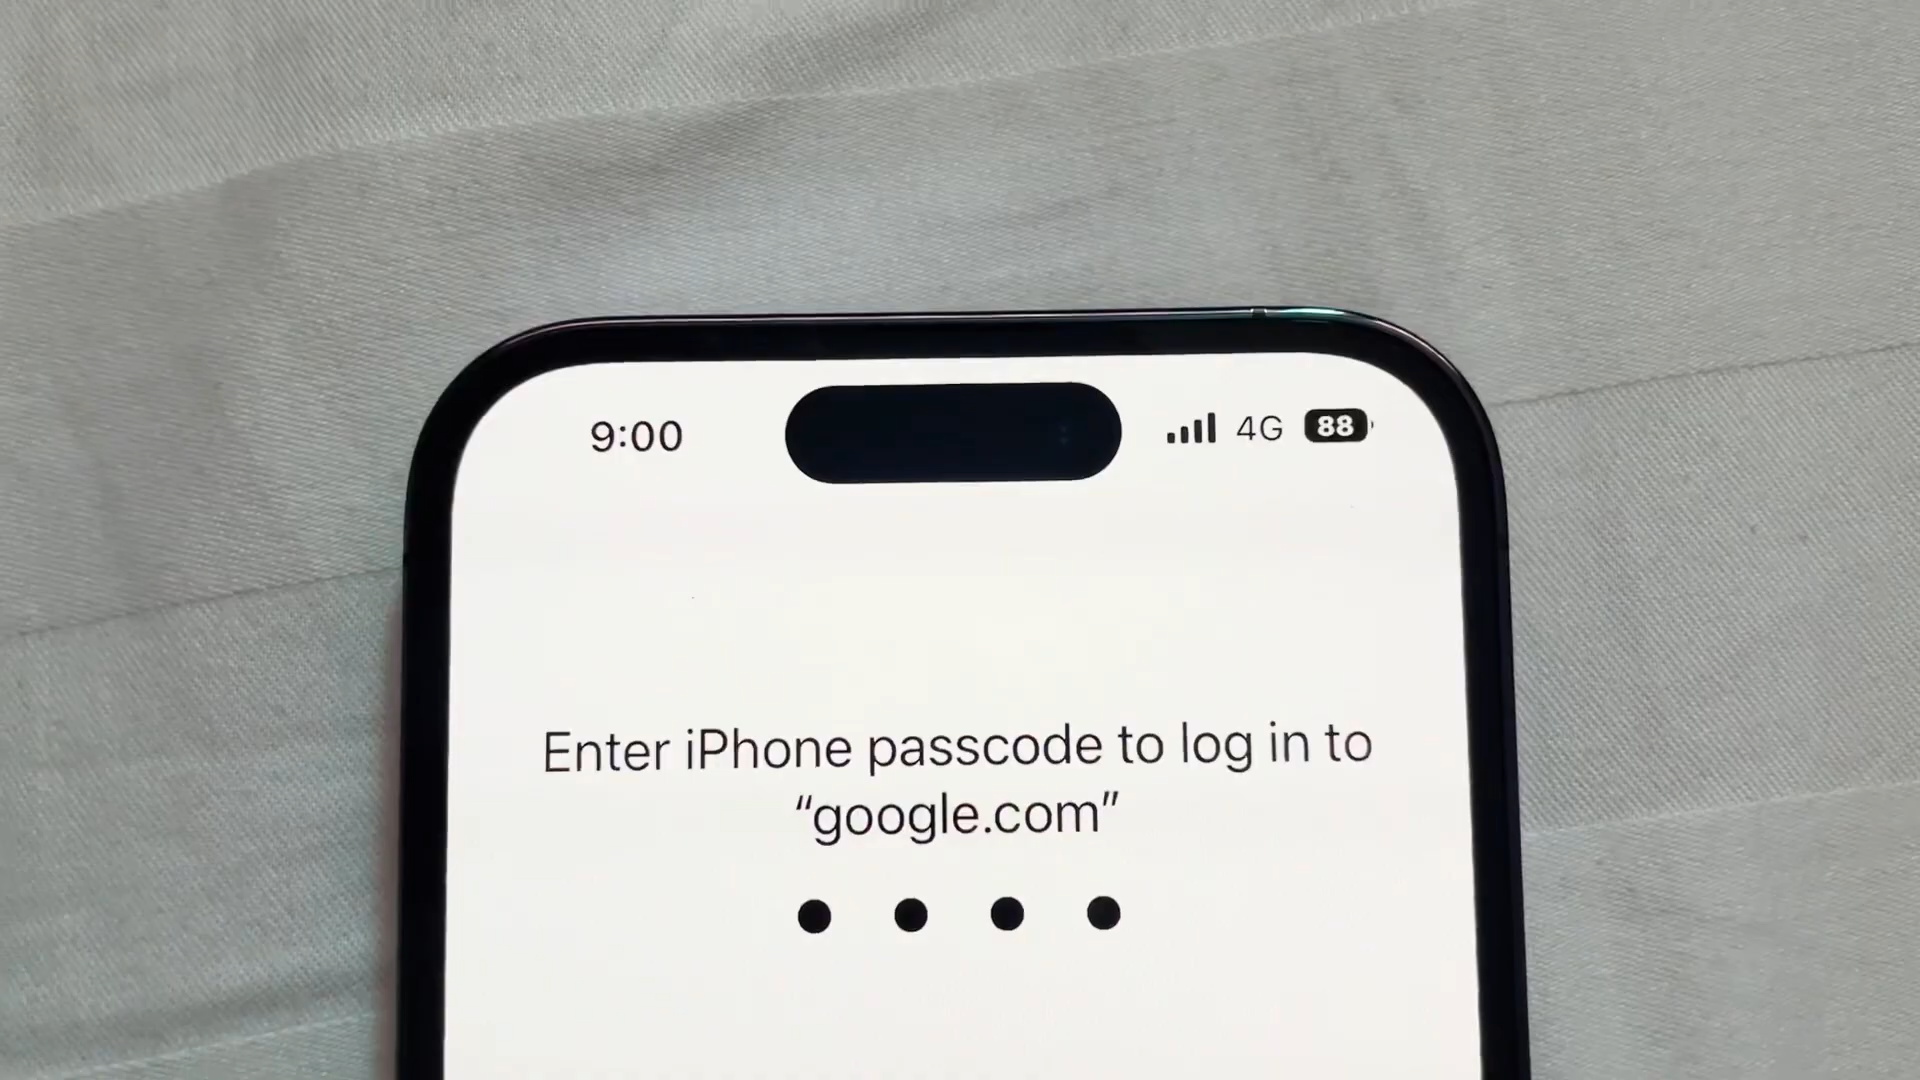 9:00 4G 88
Enter iPhone passcode to log in to
“google.com”